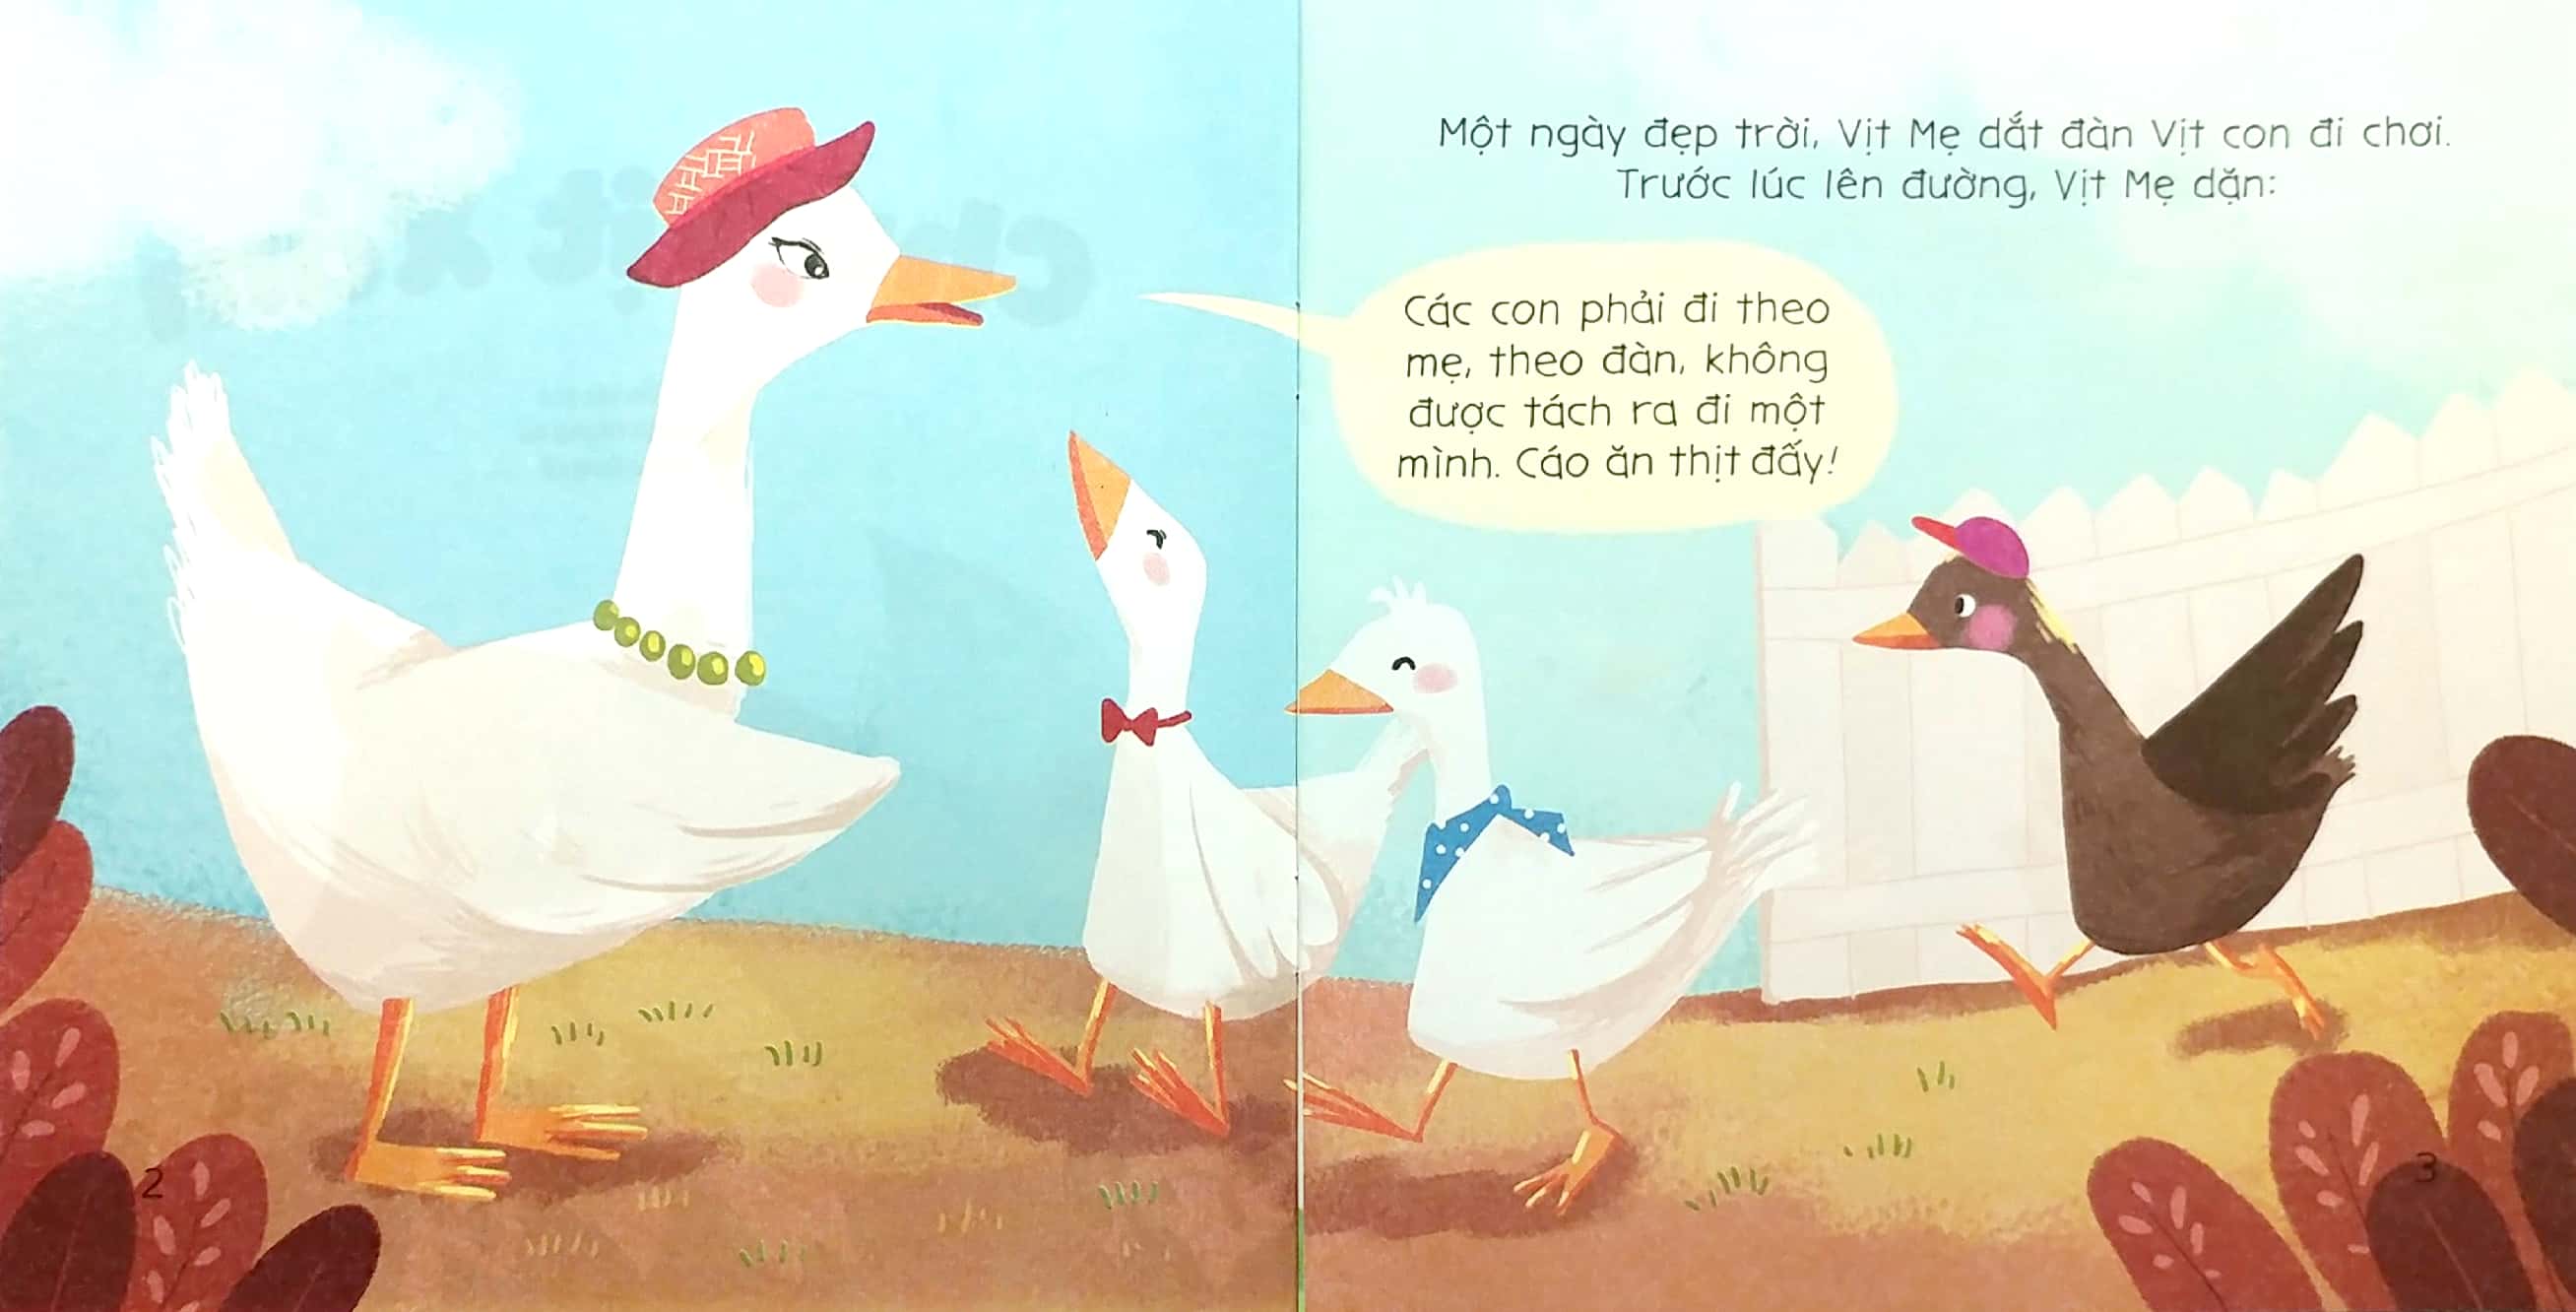 Một ngày đẹp trời, Vịt Mẹ dắt đàn Vịt con đi chơi.
Trước lúc lên đường, Vịt Mẹ dặn:
Các con phải đi theo
mẹ, theo đàn, không
được tách ra đi một
mình. Cáo ăn thịt đấy!
2
3